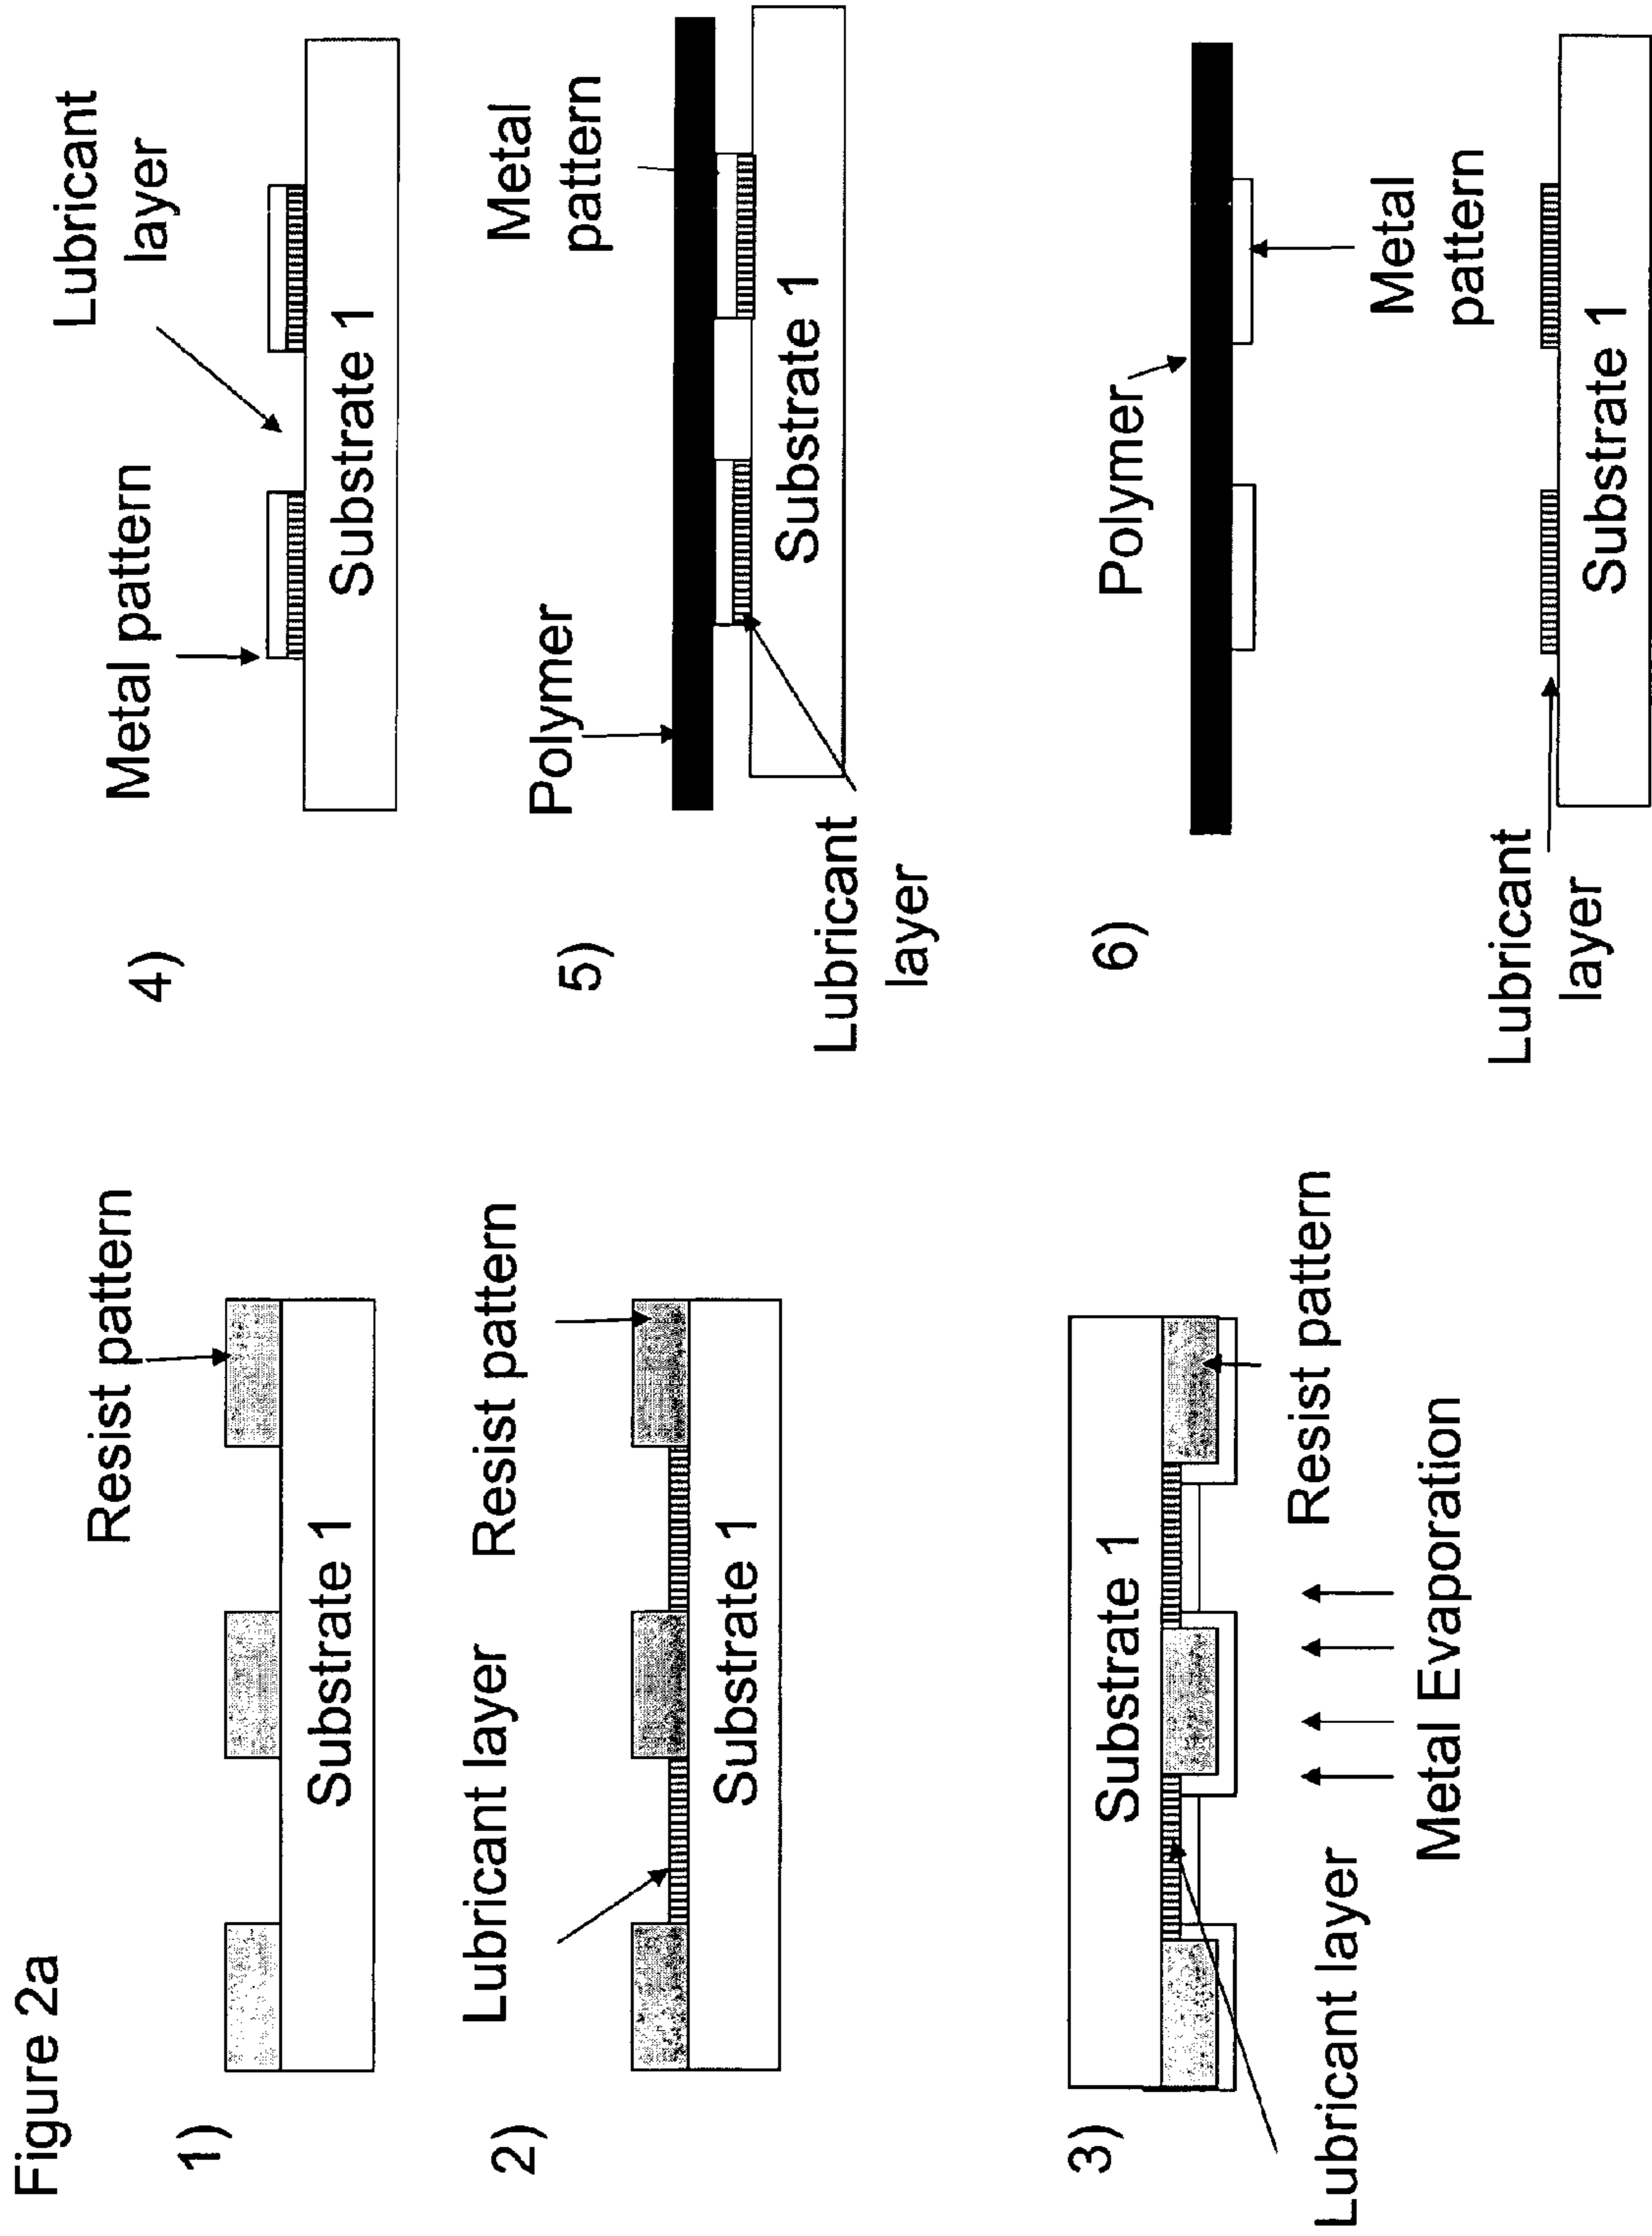 Figure 2a
1)
Resist pattern
Substrate 1
2)
Lubricant layer
Resist pattern
Substrate 1
3)
Substrate 1
Lubricant layer
Metal Evaporation
Resist pattern
4)
Metal pattern
Lubricant
layer
Substrate 1
5)
Polymer
Metal
pattern
Substrate 1
Lubricant
layer
6)
Polymer
Metal
pattern
Lubricant
layer
Substrate 1